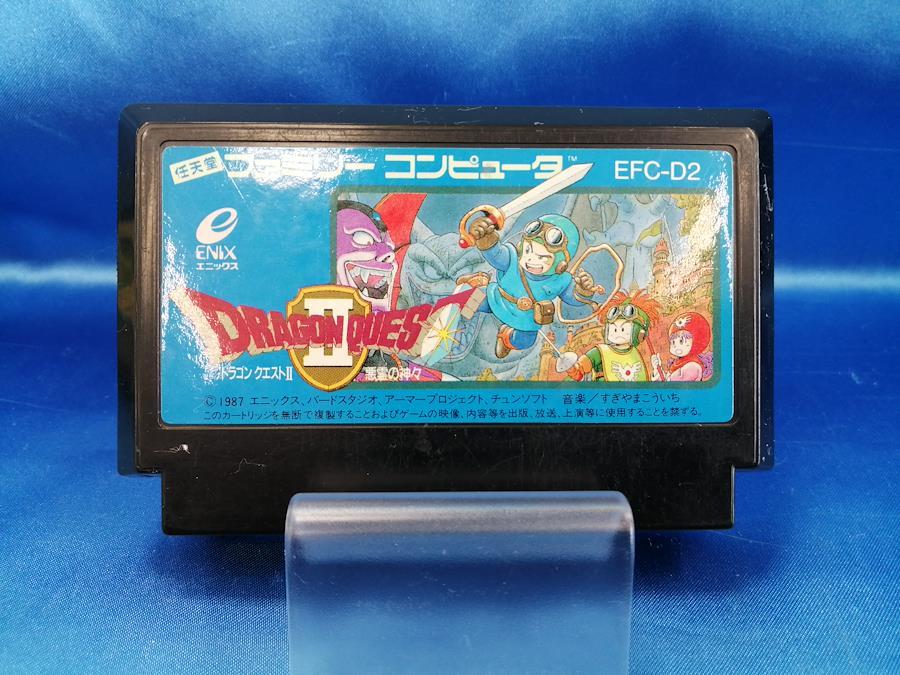 任天堂 ファミリー コンピュータ™ EFC-D2
ENIX
エニックス
DRAGON QUEST
II
ドラゴン クエストII 悪霊の神々
©1987 エニックス、バードスタジオ、アーマープロジェクト、チュンソフト 音楽／すぎやまこういち
このカートリッジを無断で複製することおよびゲームの映像、内容等を出版、放送、上演等に使用することを禁ずる。